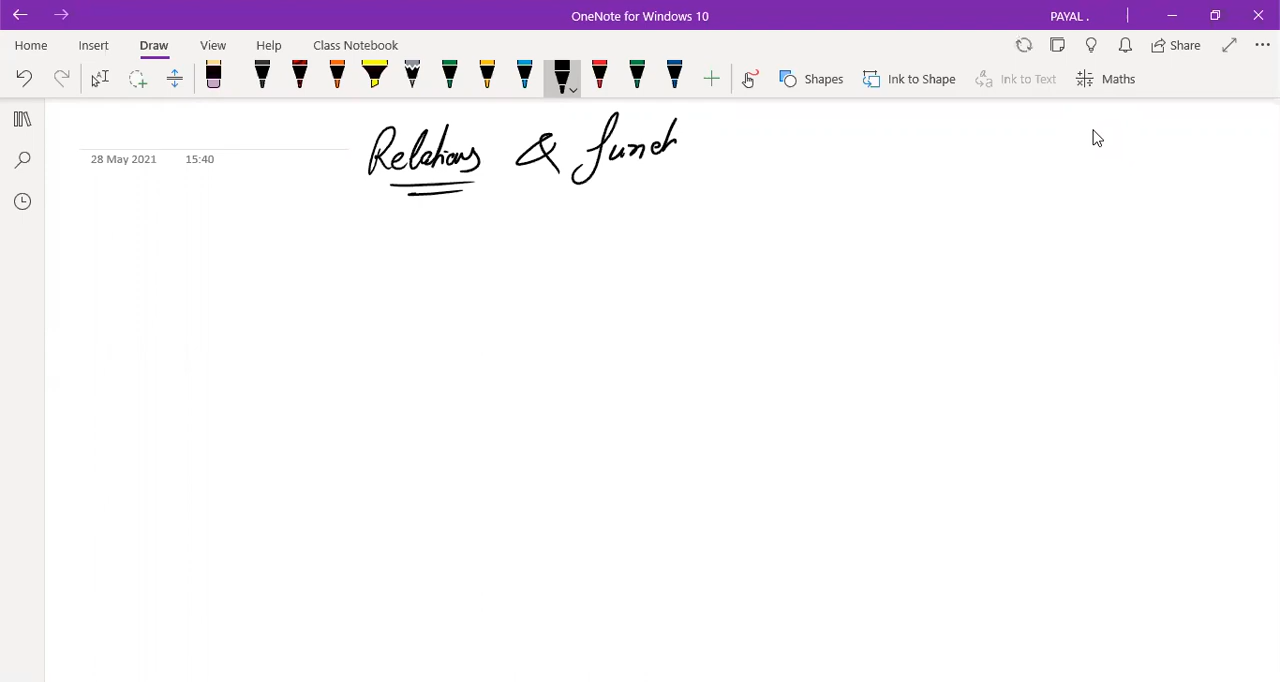 OneNote for Windows 10
PAYAL .
Home Insert Draw View Help Class Notebook
Share
Shapes Ink to Shape Ink to Text Maths
Relations & funct
28 May 2021 15:40